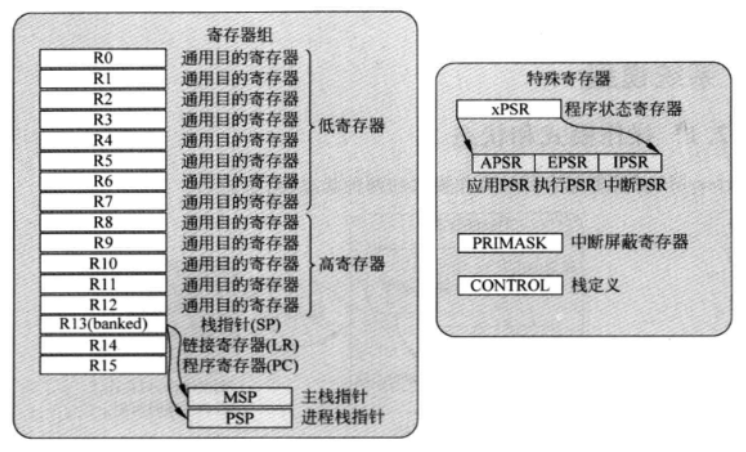 寄存器组
R0 通用目的寄存器
R1 通用目的寄存器
R2 通用目的寄存器
R3 通用目的寄存器
低寄存器
R4 通用目的寄存器
R5 通用目的寄存器
R6 通用目的寄存器
R7 通用目的寄存器
R8 通用目的寄存器
R9 通用目的寄存器
R10 通用目的寄存器 高寄存器
R11 通用目的寄存器
R12 通用目的寄存器
R13(banked) 栈指针(SP)
R14 链接寄存器(LR)
R15 程序寄存器(PC)
MSP 主栈指针
PSP 进程栈指针
特殊寄存器
xPSR 程序状态寄存器
APSR EPSR IPSR
应用PSR 执行PSR 中断PSR
PRIMASK 中断屏蔽寄存器
CONTROL 栈定义